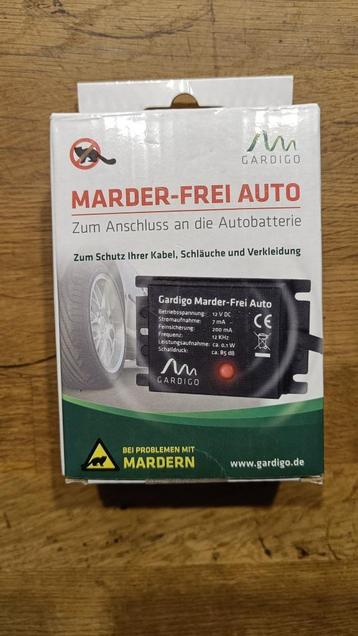 GARDIGO
MARDER-FREI AUTO
Zum Anschluss an die Autobatterie
Zum Schutz Ihrer Kabel, Schläuche und Verkleidung
Gardigo Marder-Frei Auto
Betriebsspannung: 12 V DC
Stromaufnahme: 7 mA
Feinsicherung: 200 mA
Frequenz: 12 KHz
Leistungsaufnahme: ca. 0,1 W
Schalldruck: ca. 85 dB
CE
GARDIGO
BEI PROBLEMEN MIT
MARDERN
www.gardigo.de